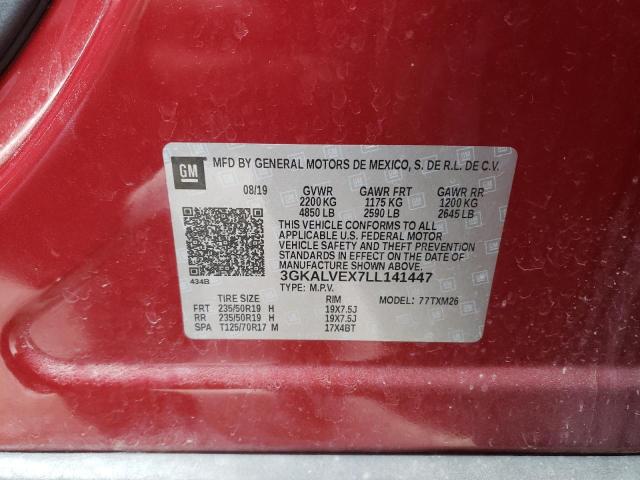 GM MFD BY GENERAL MOTORS DE MEXICO, S. DE R.L. DE C.V.
08/19 GVWR GAWR FRT GAWR RR
2200 KG 1175 KG 1200 KG
4850 LB 2590 LB 2645 LB
THIS VEHICLE CONFORMS TO ALL
APPLICABLE U.S. FEDERAL MOTOR
VEHICLE SAFETY AND THEFT PREVENTION
STANDARDS IN EFFECT ON THE DATE OF
MANUFACTURE SHOWN ABOVE.
434B 3GKALVEX7LL141447
TYPE: M.P.V.
TIRE SIZE RIM MODEL: 77TXM26
FRT 235/50R19 H 19X7.5J
RR 235/50R19 H 19X7.5J
SPA T125/70R17 M 17X4BT